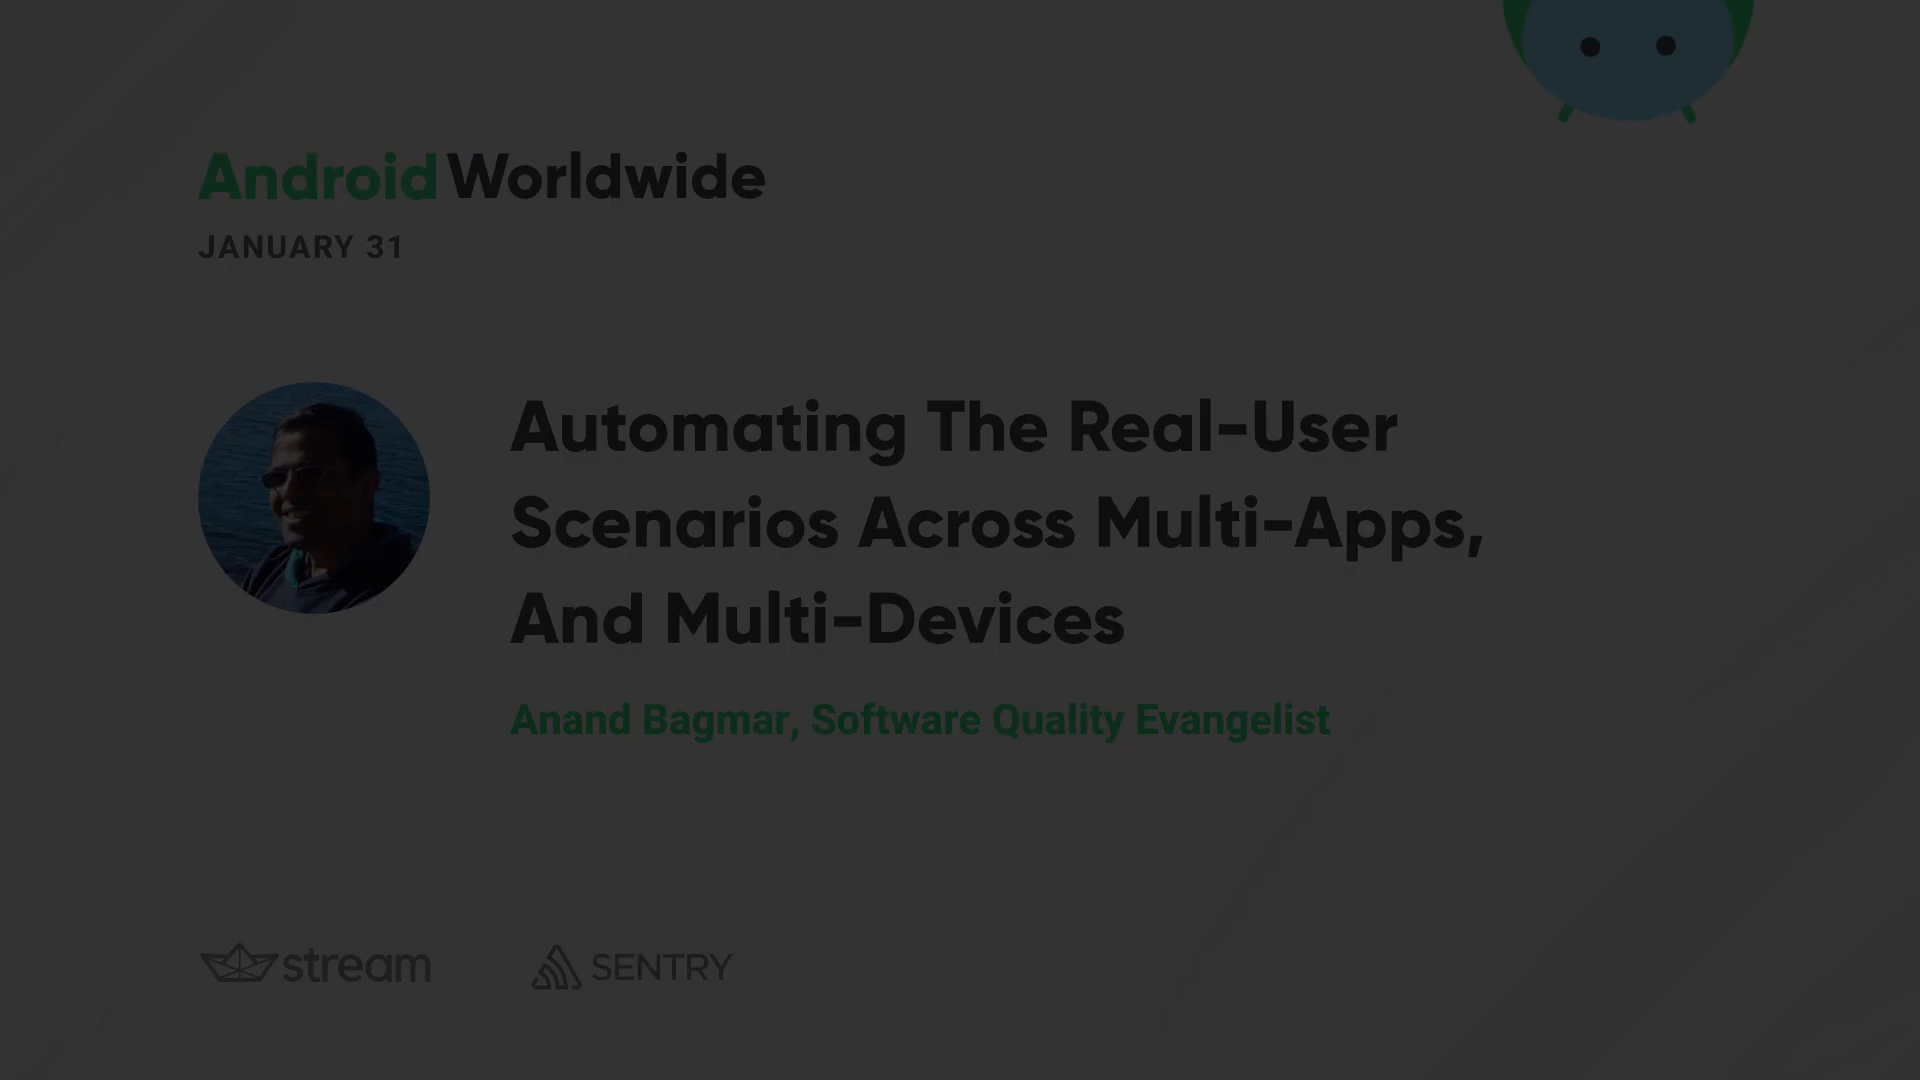 Android Worldwide
JANUARY 31
Automating The Real-User
Scenarios Across Multi-Apps,
And Multi-Devices
Anand Bagmar, Software Quality Evangelist
stream
SENTRY